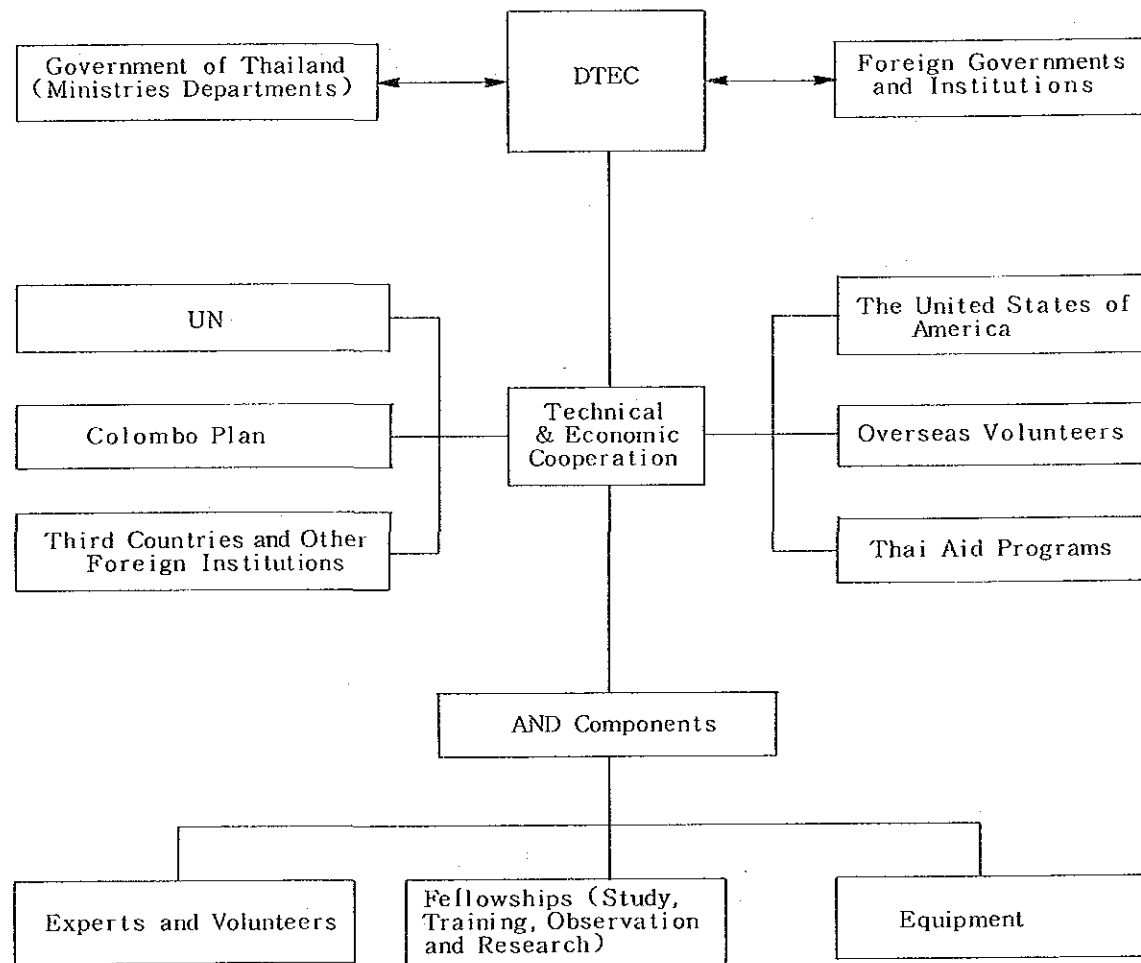 Government of Thailand
(Ministries Departments)
DTEC
Foreign Governments
and Institutions
UN
Colombo Plan
Third Countries and Other
Foreign Institutions
Technical
& Economic
Cooperation
The United States of
America
Overseas Volunteers
Thai Aid Programs
AND Components
Experts and Volunteers
Fellowships (Study,
Training, Observation
and Research)
Equipment